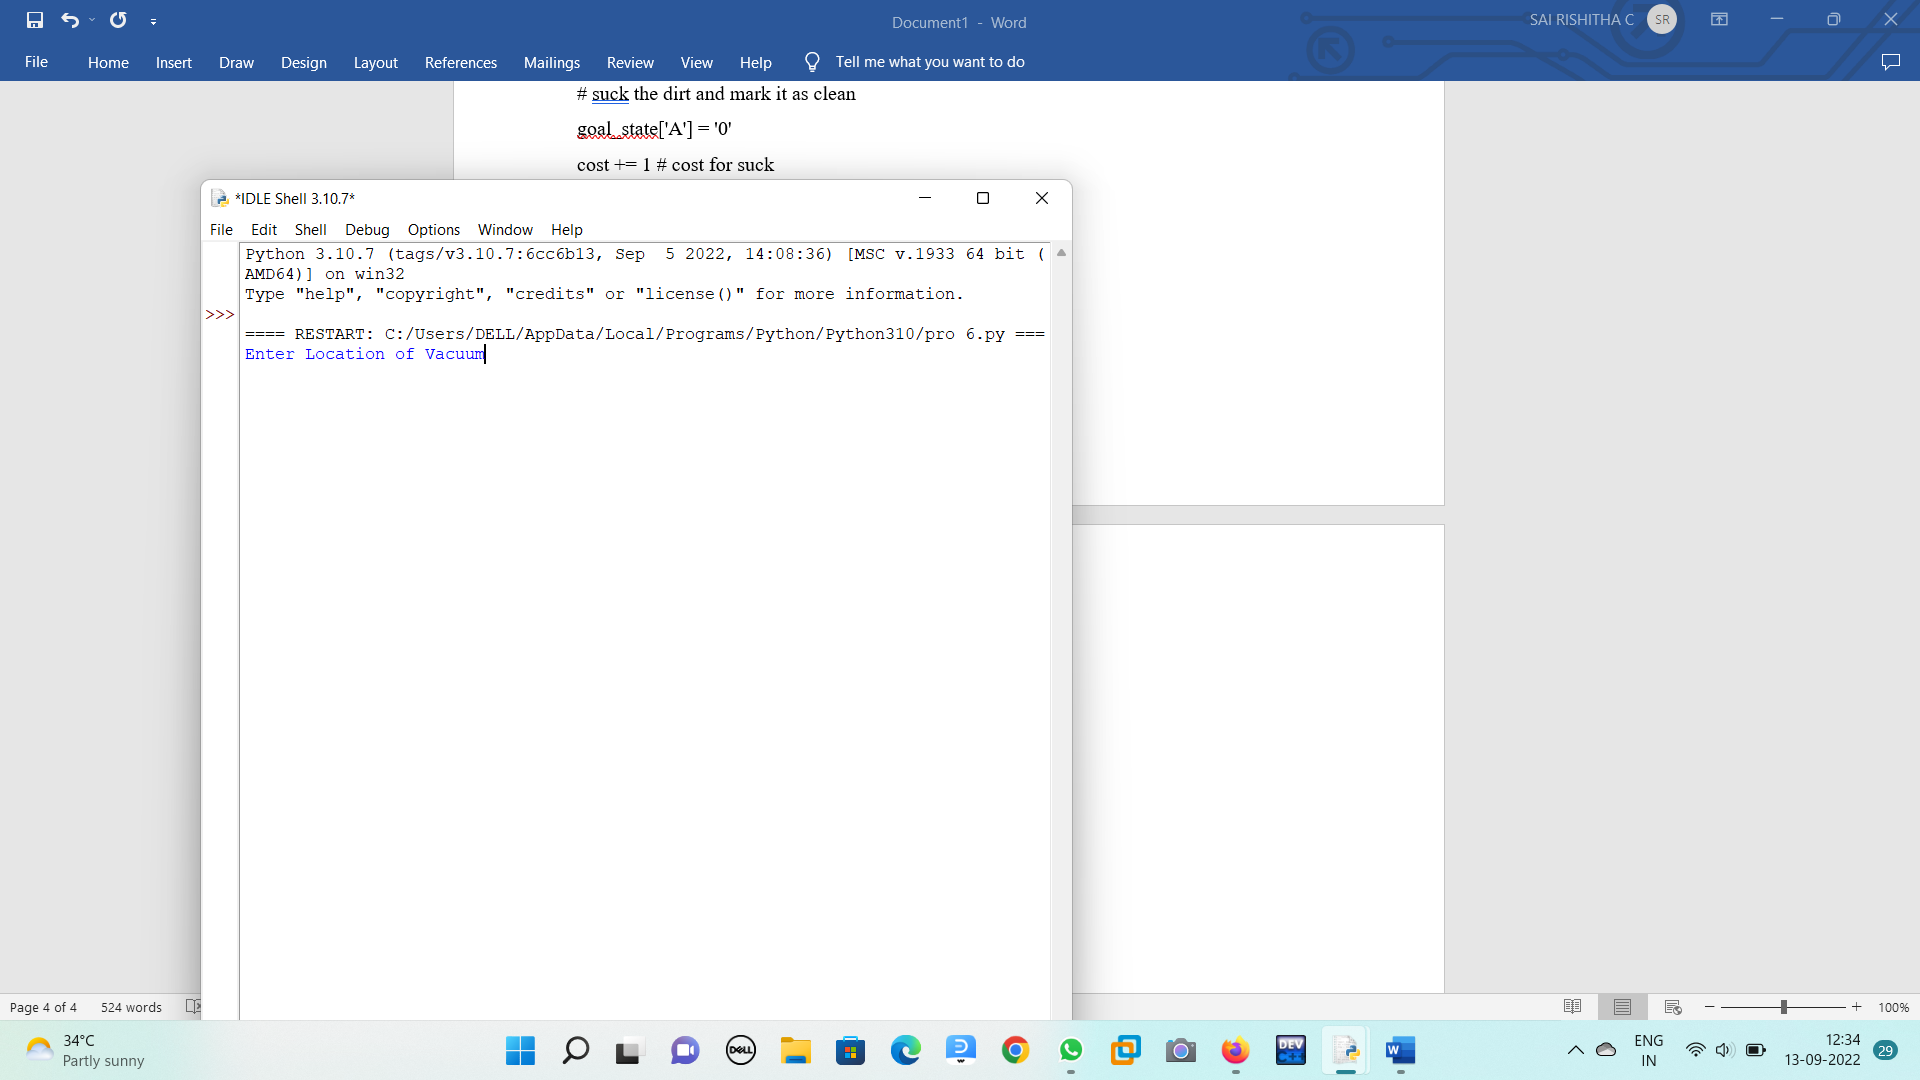 Document1 - Word
SAI RISHITHA C
SR
File
Home
Insert
Draw
Design
Layout
References
Mailings
Review
View
Help
Tell me what you want to do
# suck the dirt and mark it as clean
goal_state['A'] = '0'
cost += 1 # cost for suck
*IDLE Shell 3.10.7*
File
Edit
Shell
Debug
Options
Window
Help
Python 3.10.7 (tags/v3.10.7:6cc6b13, Sep  5 2022, 14:08:36) [MSC v.1933 64 bit (
AMD64)] on win32
Type "help", "copyright", "credits" or "license()" for more information.
>>>
==== RESTART: C:/Users/DELL/AppData/Local/Programs/Python/Python310/pro 6.py ===
Enter Location of Vacuum
Page 4 of 4
524 words
100%
34°C
Partly sunny
DELL
DEV
C++
W
ENG
IN
12:34
13-09-2022
29